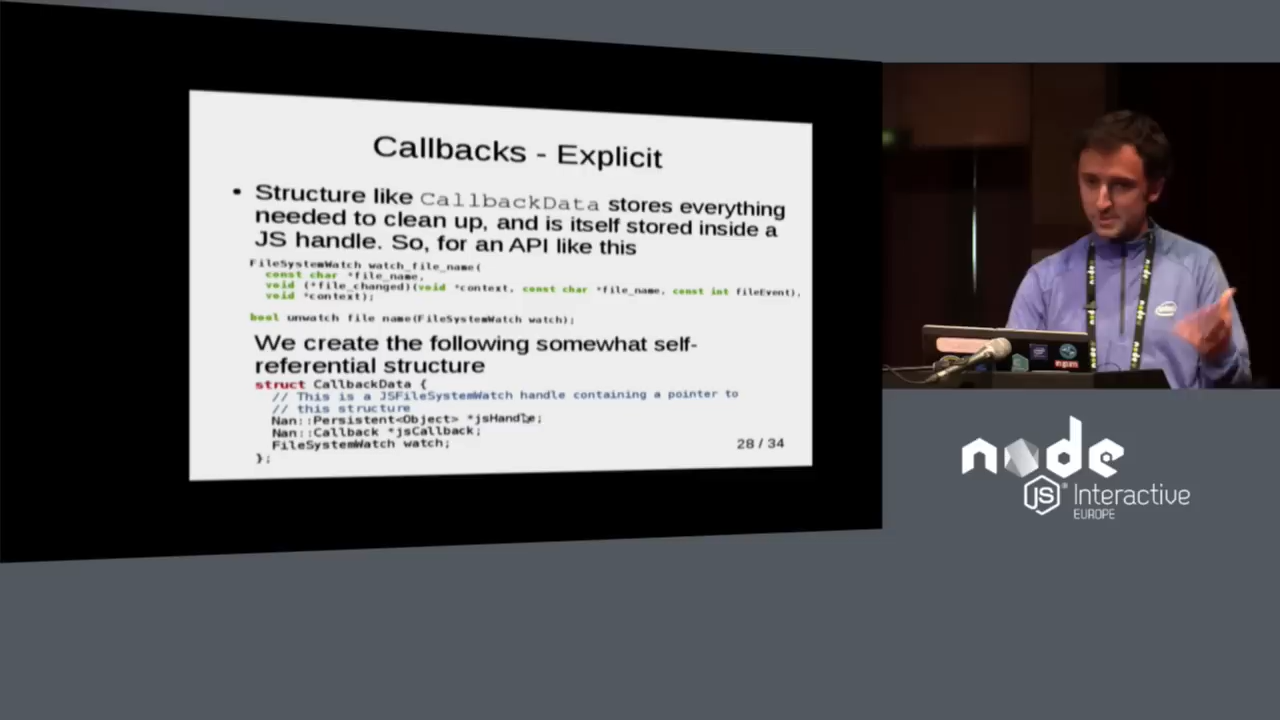 Callbacks - Explicit
• Structure like CallbackData stores everything
needed to clean up, and is itself stored inside a
JS handle. So, for an API like this
FileSystemWatch watch_file_name(
const char *file_name,
void (*file_changed)(void *context, const char *file_name, const int fileEvent),
void *context);
bool unwatch_file_name(FileSystemWatch watch);
We create the following somewhat self-
referential structure
struct CallbackData {
// This is a JSFileSystemWatch handle containing a pointer to
// this structure
Nan::Persistent<Object> *jsHandle;
Nan::Callback *jsCallback;
FileSystemWatch watch;
};
28 / 34
intel
npm
node
JS Interactive
EUROPE